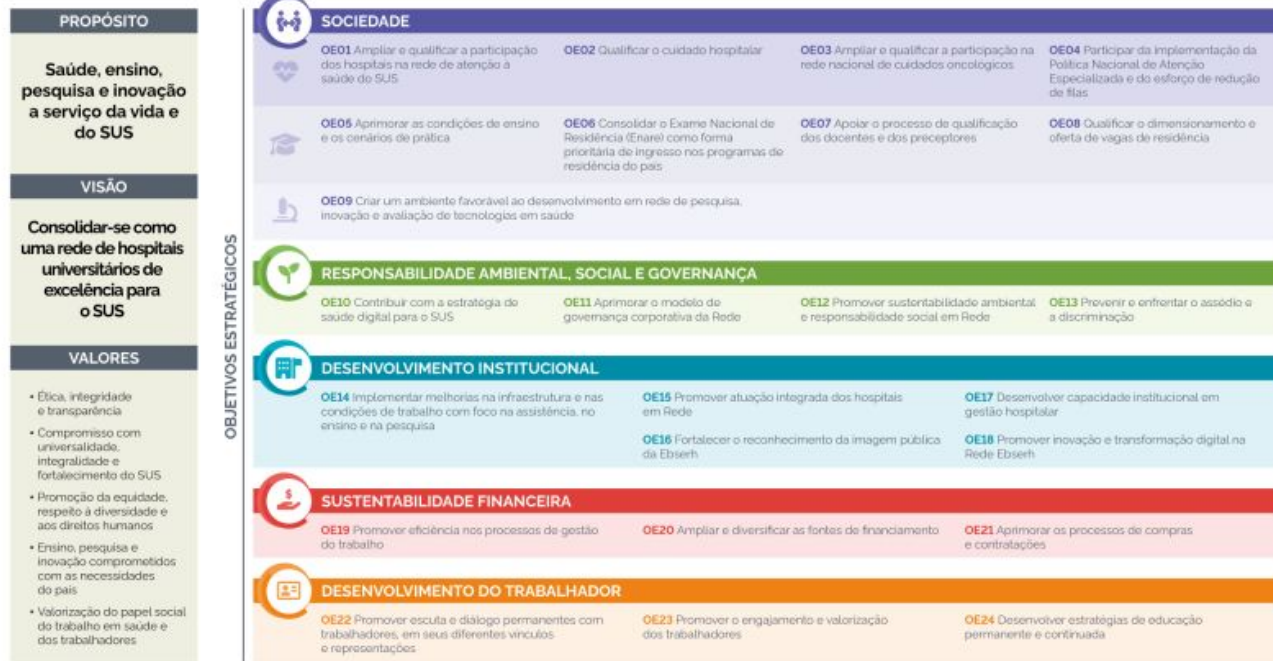 PROPÓSITO
Saúde, ensino,
pesquisa e inovação
a serviço da vida e
do SUS
VISÃO
Consolidar-se como
uma rede de hospitais
universitários de
excelência para
o SUS
VALORES
• Ética, integridade
e transparência
• Compromisso com
universalidade,
integralidade e
fortalecimento do SUS
• Promoção da equidade,
respeito à diversidade e
aos direitos humanos
• Ensino, pesquisa e
inovação comprometidos
com as necessidades
do país
• Valorização do papel social
do trabalho em saúde e
dos trabalhadores
OBJETIVOS ESTRATÉGICOS
SOCIEDADE
OE01 Ampliar e qualificar a participação
dos hospitais na rede de atenção à
saúde do SUS
OE02 Qualificar o cuidado hospitalar
OE03 Ampliar e qualificar a participação na
rede nacional de cuidados oncológicos
OE04 Participar da implementação da
Política Nacional de Atenção
Especializada e do esforço de redução
de filas
OE05 Aprimorar as condições de ensino
e os cenários de prática
OE06 Consolidar o Exame Nacional de
Residência (Enare) como forma
prioritária de ingresso nos programas de
residência do país
OE07 Apoiar o processo de qualificação
dos docentes e dos preceptores
OE08 Qualificar o dimensionamento e
oferta de vagas de residência
OE09 Criar um ambiente favorável ao desenvolvimento em rede de pesquisa,
inovação e avaliação de tecnologias em saúde
RESPONSABILIDADE AMBIENTAL, SOCIAL E GOVERNANÇA
OE10 Contribuir com a estratégia de
saúde digital para o SUS
OE11 Aprimorar o modelo de
governança corporativa da Rede
OE12 Promover sustentabilidade ambiental
e responsabilidade social em Rede
OE13 Prevenir e enfrentar o assédio e
a discriminação
DESENVOLVIMENTO INSTITUCIONAL
OE14 Implementar melhorias na infraestrutura e nas
condições de trabalho com foco na assistência, no
ensino e na pesquisa
OE15 Promover atuação integrada dos hospitais
em Rede
OE16 Fortalecer o reconhecimento da imagem pública
da Ebserh
OE17 Desenvolver capacidade institucional em
gestão hospitalar
OE18 Promover inovação e transformação digital na
Rede Ebserh
SUSTENTABILIDADE FINANCEIRA
OE19 Promover eficiência nos processos de gestão
do trabalho
OE20 Ampliar e diversificar as fontes de financiamento
OE21 Aprimorar os processos de compras
e contratações
DESENVOLVIMENTO DO TRABALHADOR
OE22 Promover escuta e diálogo permanentes com
trabalhadores, em seus diferentes vínculos
e representações
OE23 Promover o engajamento e valorização
dos trabalhadores
OE24 Desenvolver estratégias de educação
permanente e continuada